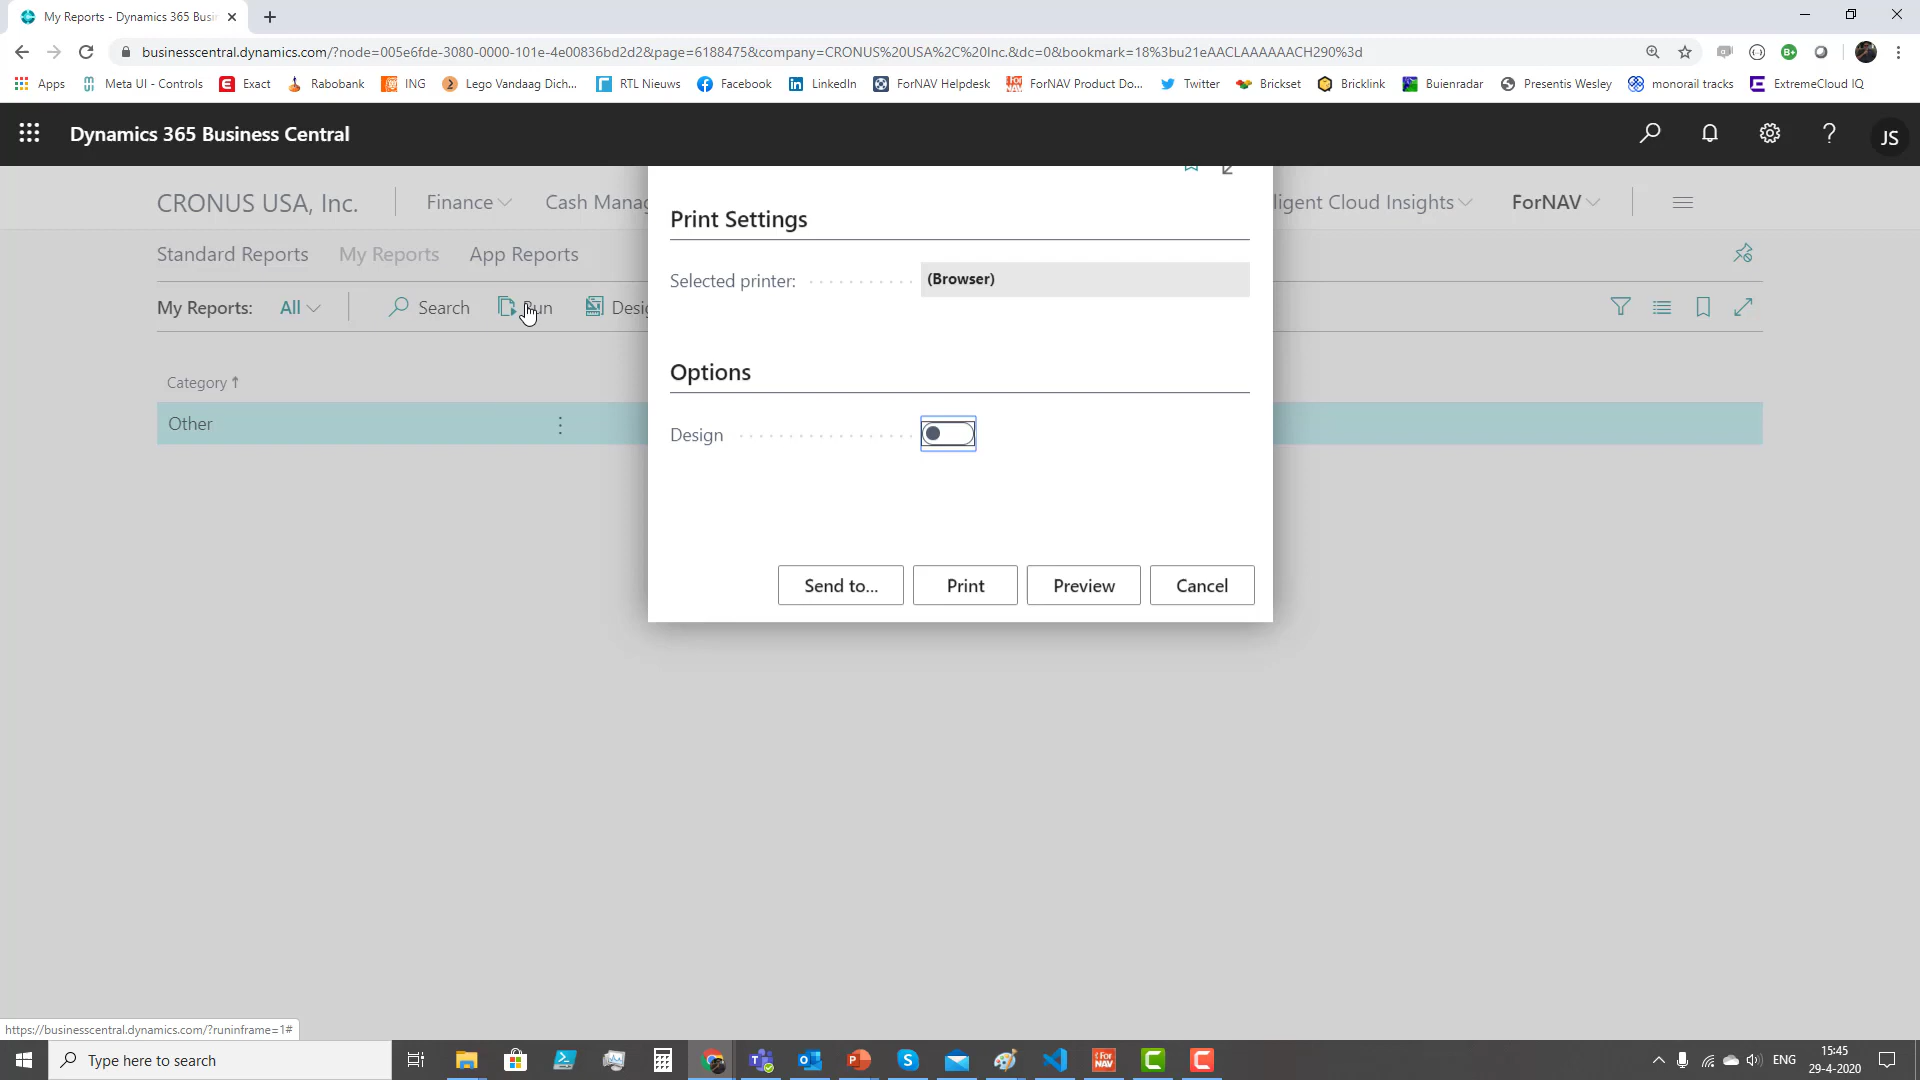 My Reports - Dynamics 365 Busi
businesscentral.dynamics.com/?node=005e6fde-3080-0000-101e-4e00836bd2d2&page=6188475&company=CRONUS%20USA%2C%20Inc.&dc=0&bookmark=18%3bu21eAACLAAAAAACH290%3d
Apps Meta UI - Controls Exact Rabobank ING Lego Vandaag Dich... RTL Nieuws Facebook LinkedIn ForNAV Helpdesk ForNAV Product Do... Twitter Brickset Bricklink Buienradar Presentis Wesley monorail tracks ExtremeCloud IQ
Dynamics 365 Business Central
JS
CRONUS USA, Inc. Finance Cash Manag lligent Cloud Insights ForNAV
Print Settings
Standard Reports My Reports App Reports
Selected printer: (Browser)
My Reports: All Search Run Desig
Options
Category
Other
Design
Send to... Print Preview Cancel
https://businesscentral.dynamics.com/?runinframe=1#
Type here to search
ENG
15:45
29-4-2020